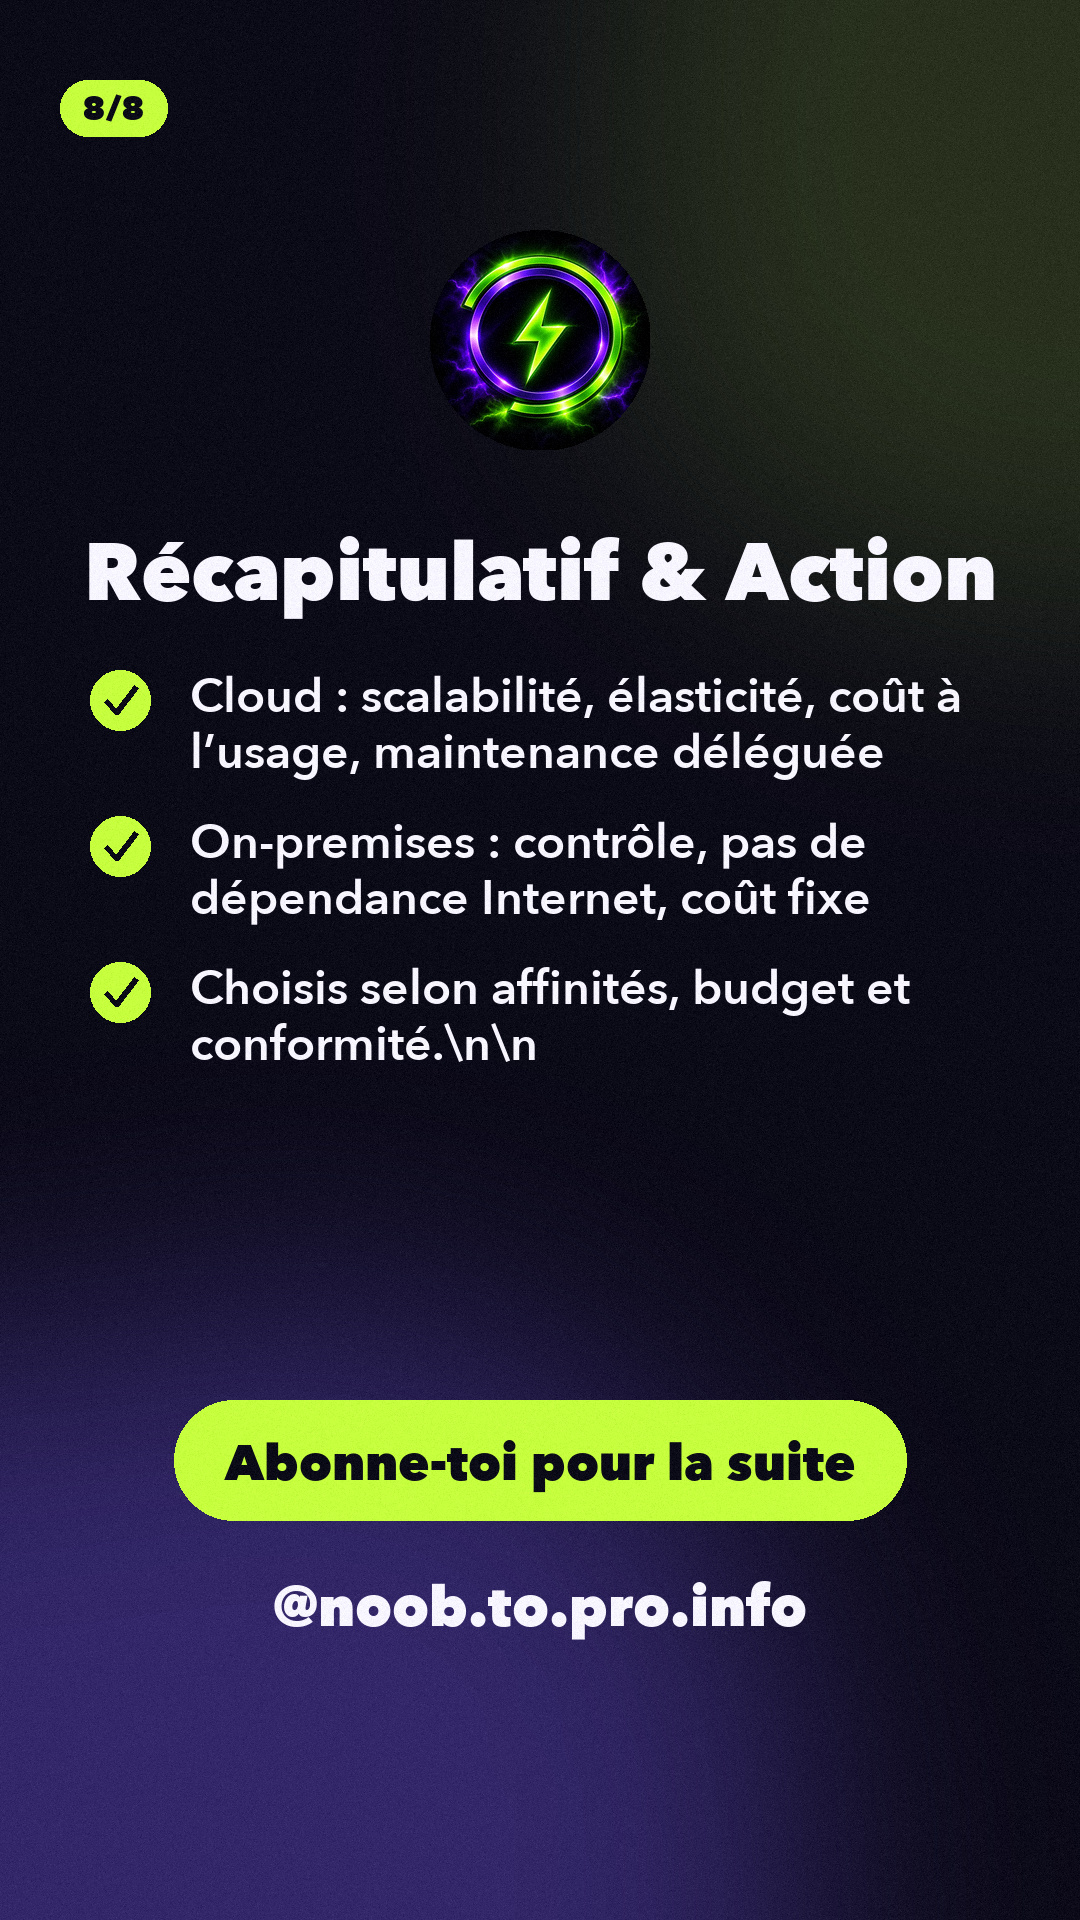 8/8
Récapitulatif & Action
Cloud : scalabilité, élasticité, coût à
l’usage, maintenance déléguée
On-premises : contrôle, pas de
dépendance Internet, coût fixe
Choisis selon affinités, budget et
conformité.\n\n
Abonne-toi pour la suite
@noob.to.pro.info